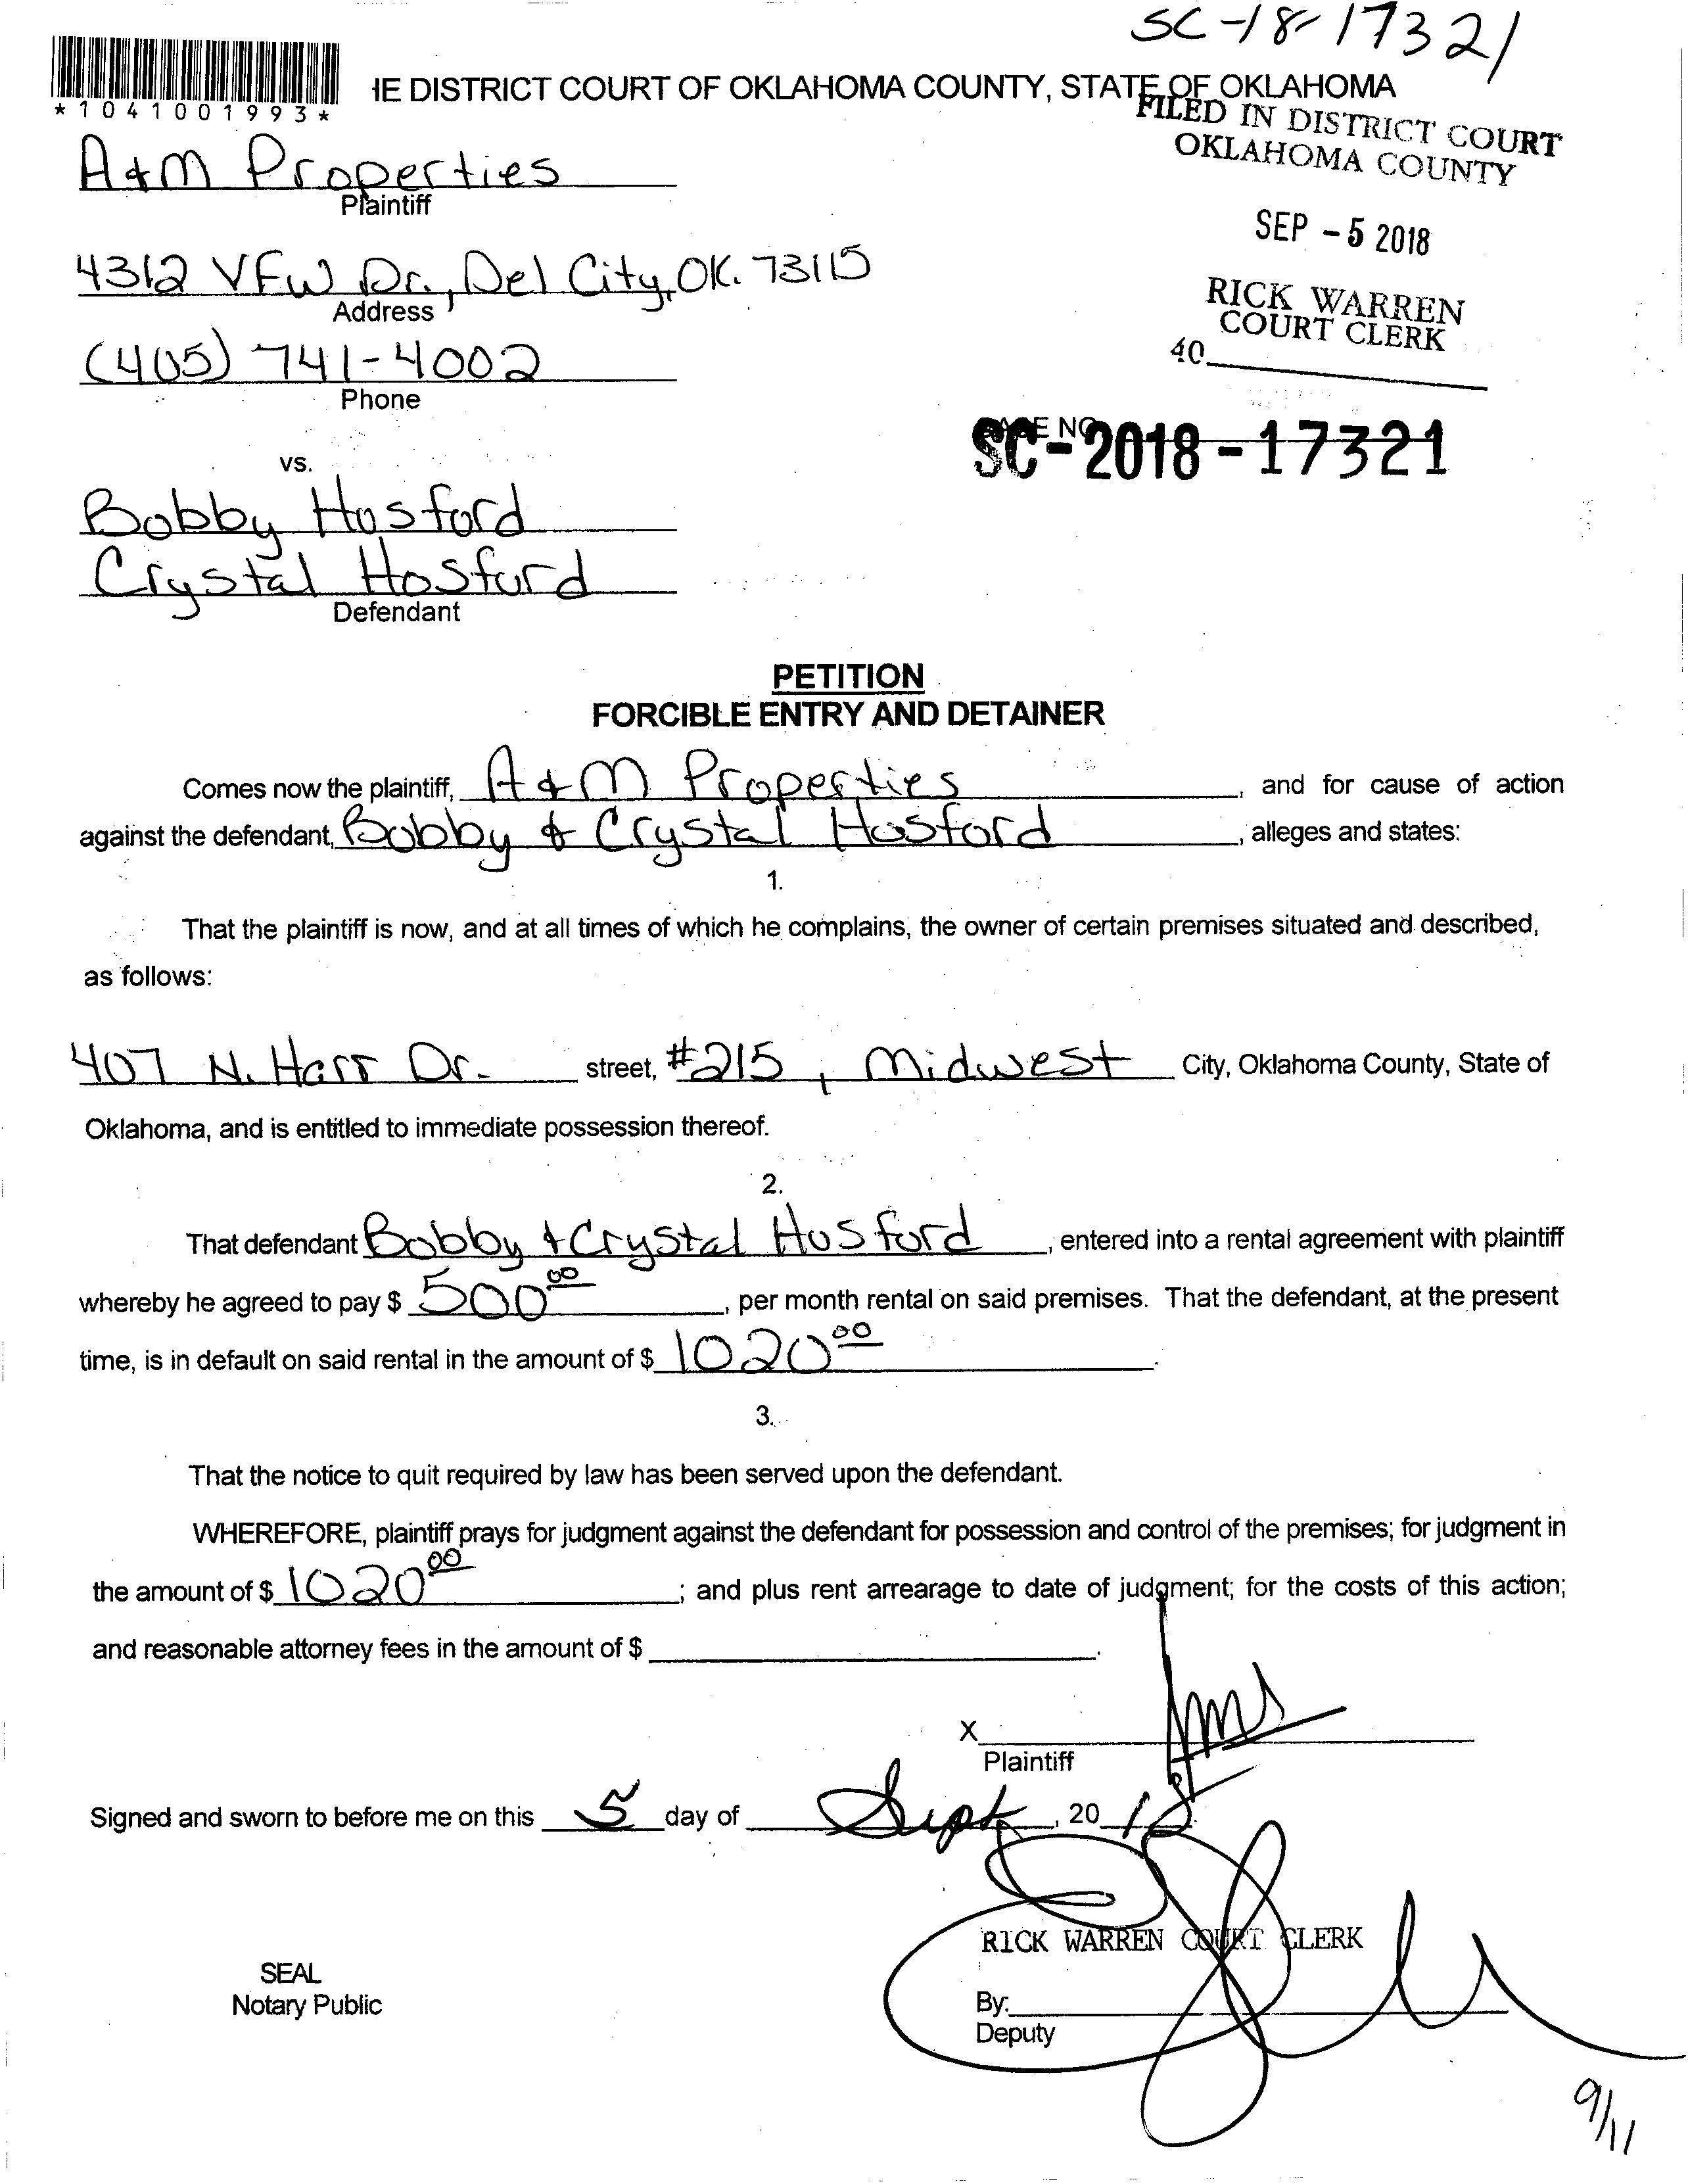 SC-18-17321
*1041001993*
IE DISTRICT COURT OF OKLAHOMA COUNTY, STATE OF OKLAHOMA
FILED IN DISTRICT COURT
OKLAHOMA COUNTY
A&M Properties
Plaintiff
SEP -5 2018
4312 VFW Dr., Del City, OK. 73115
Address
RICK WARREN
COURT CLERK
40
(405) 741-4002
Phone
SC-2018-17321
vs.
Bobby Hosford
Crystal Hosford
Defendant
PETITION
FORCIBLE ENTRY AND DETAINER
Comes now the plaintiff, A & M Properties, and for cause of action
against the defendant, Bobby & Crystal Hosford, alleges and states:
1.
That the plaintiff is now, and at all times of which he complains, the owner of certain premises situated and described,
as follows:
407 N. Harr Dr. street, #215, Midwest City, Oklahoma County, State of
Oklahoma, and is entitled to immediate possession thereof.
2.
That defendant Bobby & Crystal Hosford, entered into a rental agreement with plaintiff
whereby he agreed to pay $ 500 00, per month rental on said premises. That the defendant, at the present
time, is in default on said rental in the amount of $ 1020 00.
3.
That the notice to quit required by law has been served upon the defendant.
WHEREFORE, plaintiff prays for judgment against the defendant for possession and control of the premises; for judgment in
the amount of $ 1020 00; and plus rent arrearage to date of judgment; for the costs of this action;
and reasonable attorney fees in the amount of $ .
X
Plaintiff
Signed and sworn to before me on this 5 day of Sept, 20 18
RICK WARREN COURT CLERK
SEAL
Notary Public
By:
Deputy
9/11